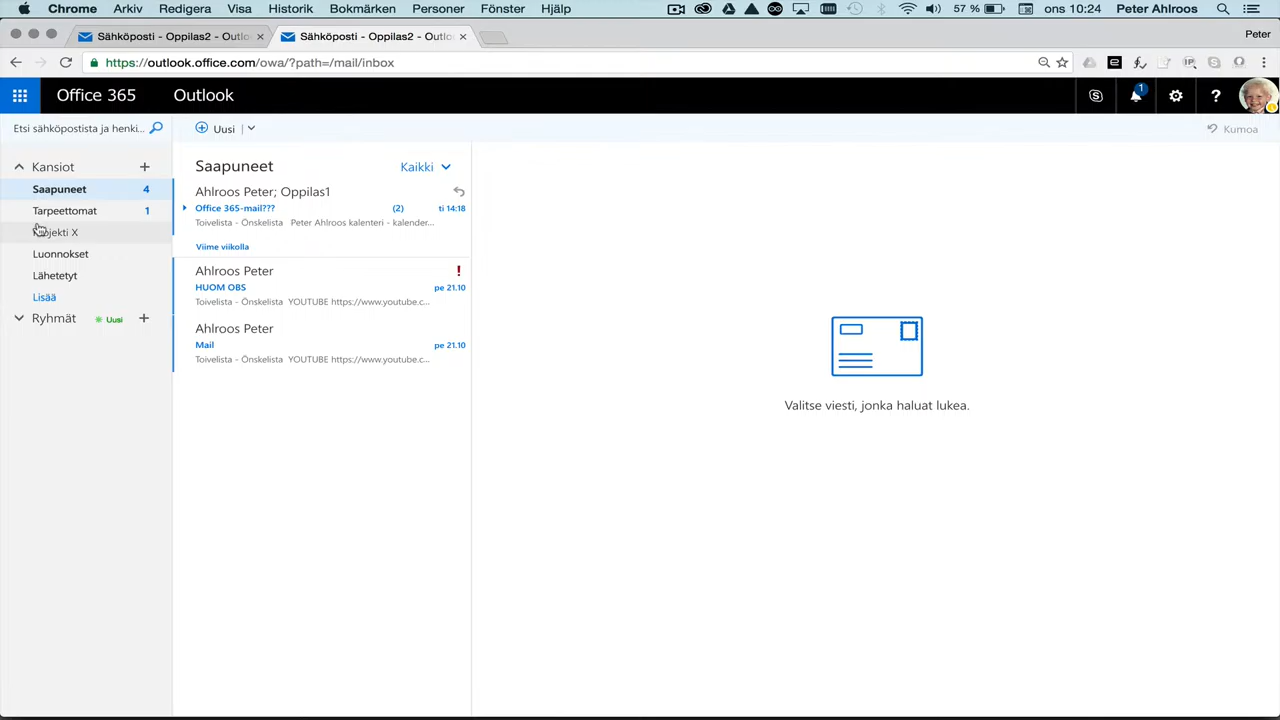 Chrome Arkiv Redigera Visa Historik Bokmärken Personer Fönster Hjälp 57 % ons 10:24 Peter Ahlroos
Sähköposti - Oppilas2 - Outlo Sähköposti - Oppilas2 - Outlo Peter
https://outlook.office.com/owa/?path=/mail/inbox
Office 365 Outlook 1
Etsi sähköpostista ja henki... Uusi Kumoa
Kansiot
Saapuneet 4
Tarpeettomat 1
Projekti X
Luonnokset
Lähetetyt
Lisää
Ryhmät Uusi
Saapuneet Kaikki
Ahlroos Peter; Oppilas1
Office 365-mail??? (2) ti 14:18
Toivelista - Önskelista Peter Ahlroos kalenteri - kalender...
Viime viikolla
Ahlroos Peter !
HUOM OBS pe 21.10
Toivelista - Önskelista YOUTUBE https://www.youtube.c...
Ahlroos Peter
Mail pe 21.10
Toivelista - Önskelista YOUTUBE https://www.youtube.c...
Valitse viesti, jonka haluat lukea.